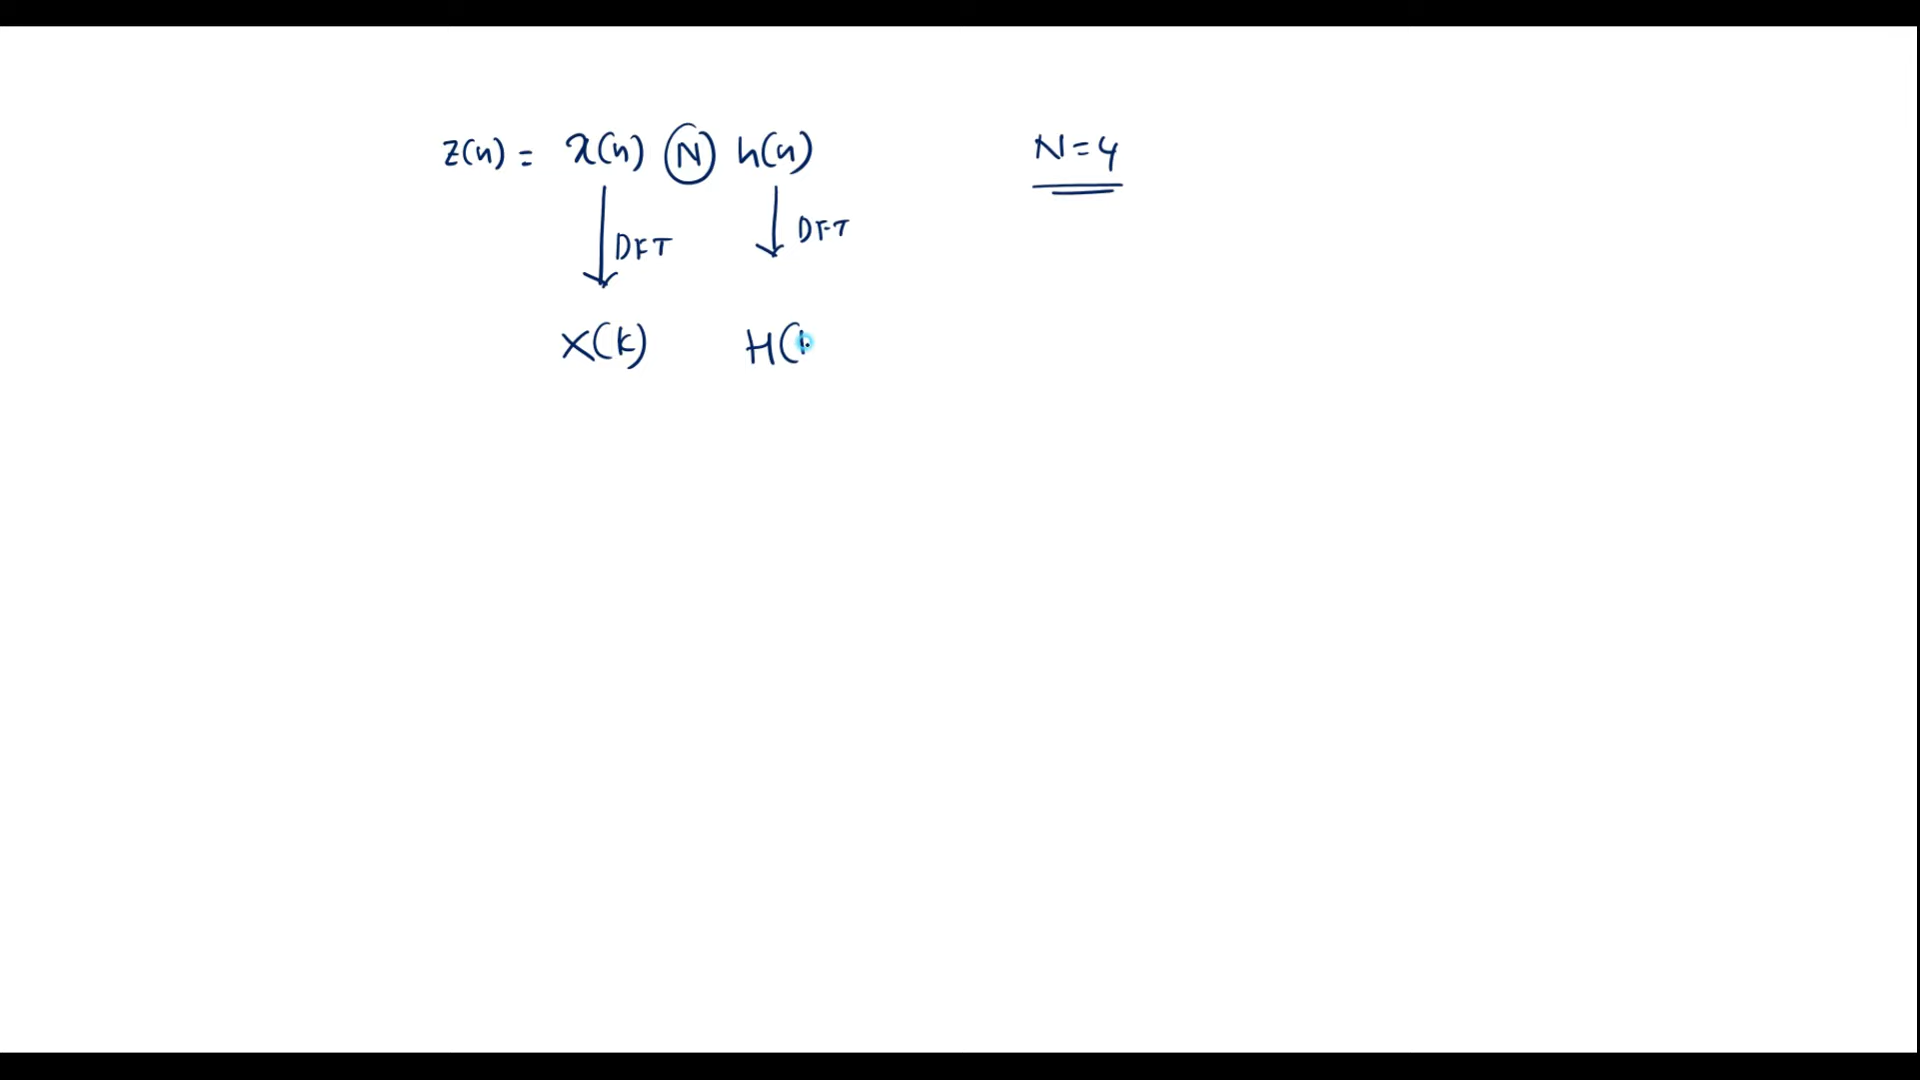 z(n) = x(n) Ⓝ h(n) N=4
DFT DFT
X(k) H(